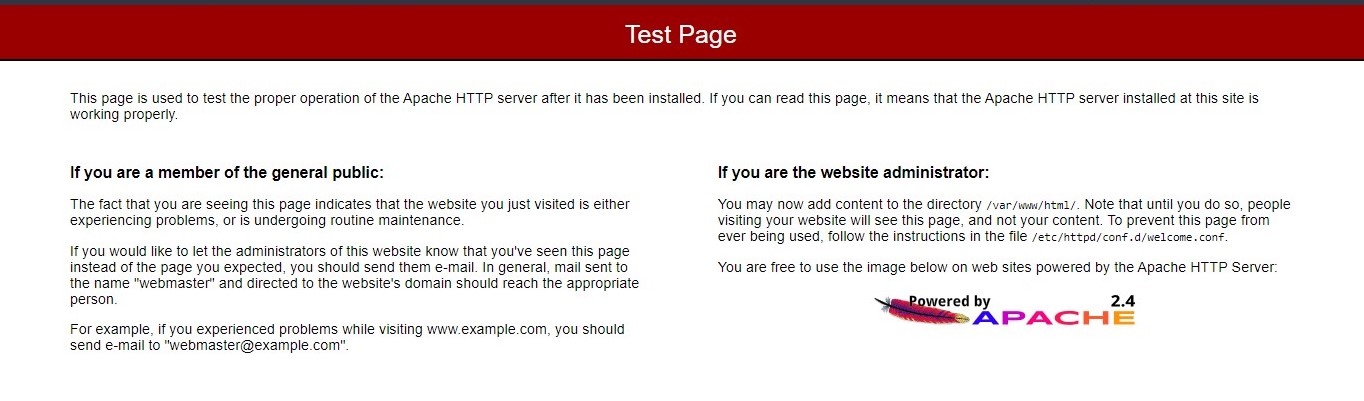 Test Page
This page is used to test the proper operation of the Apache HTTP server after it has been installed. If you can read this page, it means that the Apache HTTP server installed at this site is
working properly.
If you are a member of the general public:
The fact that you are seeing this page indicates that the website you just visited is either
experiencing problems, or is undergoing routine maintenance.
If you would like to let the administrators of this website know that you've seen this page
instead of the page you expected, you should send them e-mail. In general, mail sent to
the name "webmaster" and directed to the website's domain should reach the appropriate
person.
For example, if you experienced problems while visiting www.example.com, you should
send e-mail to "webmaster@example.com".
If you are the website administrator:
You may now add content to the directory /var/www/html/. Note that until you do so, people
visiting your website will see this page, and not your content. To prevent this page from
ever being used, follow the instructions in the file /etc/httpd/conf.d/welcome.conf.
You are free to use the image below on web sites powered by the Apache HTTP Server:
Powered by 2.4
APACHE